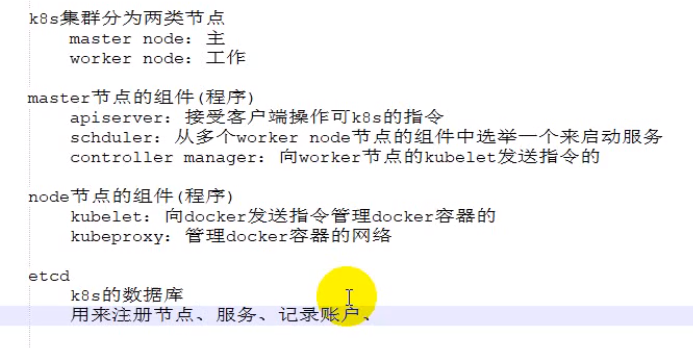 k8s集群分为两类节点
master node：主
worker node：工作
master节点的组件(程序)
apiserver：接受客户端操作可k8s的指令
schduler：从多个worker node节点的组件中选举一个来启动服务
controller manager：向worker节点的kubelet发送指令的
node节点的组件(程序)
kubelet：向docker发送指令管理docker容器的
kubeproxy：管理docker容器的网络
etcd
k8s的数据库
用来注册节点、服务、记录账户、